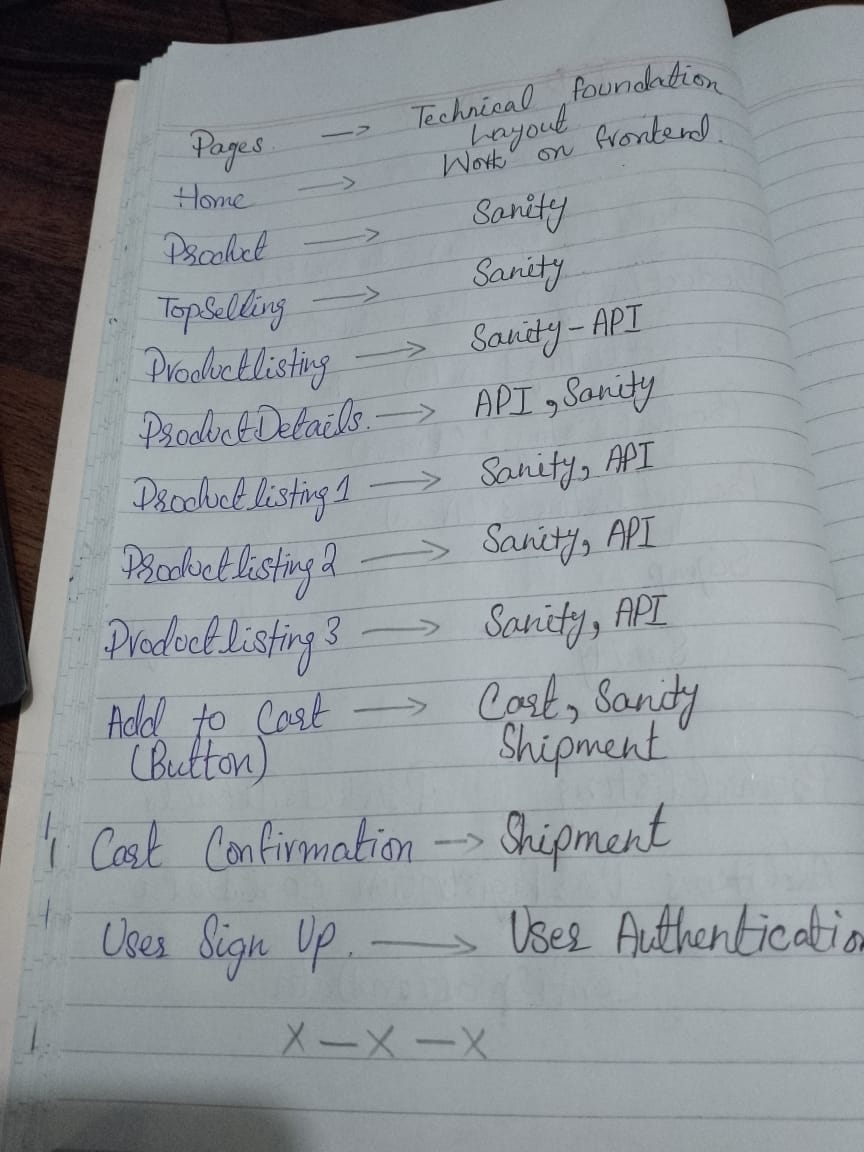 Pages → Technical foundation
Layout
Home → Work on frontend.
Product → Sanity
TopSelling → Sanity
Productlisting → Sanity-API
ProductDetails. → API, Sanity
Productlisting 1 → Sanity, API
Productlisting 2 → Sanity, API
Productlisting 3 → Sanity, API
Add to Cart → Cart, Sanity
(Button) Shipment
Cart Confirmation → Shipment
User Sign Up. → User Authenticatio
X — X — X